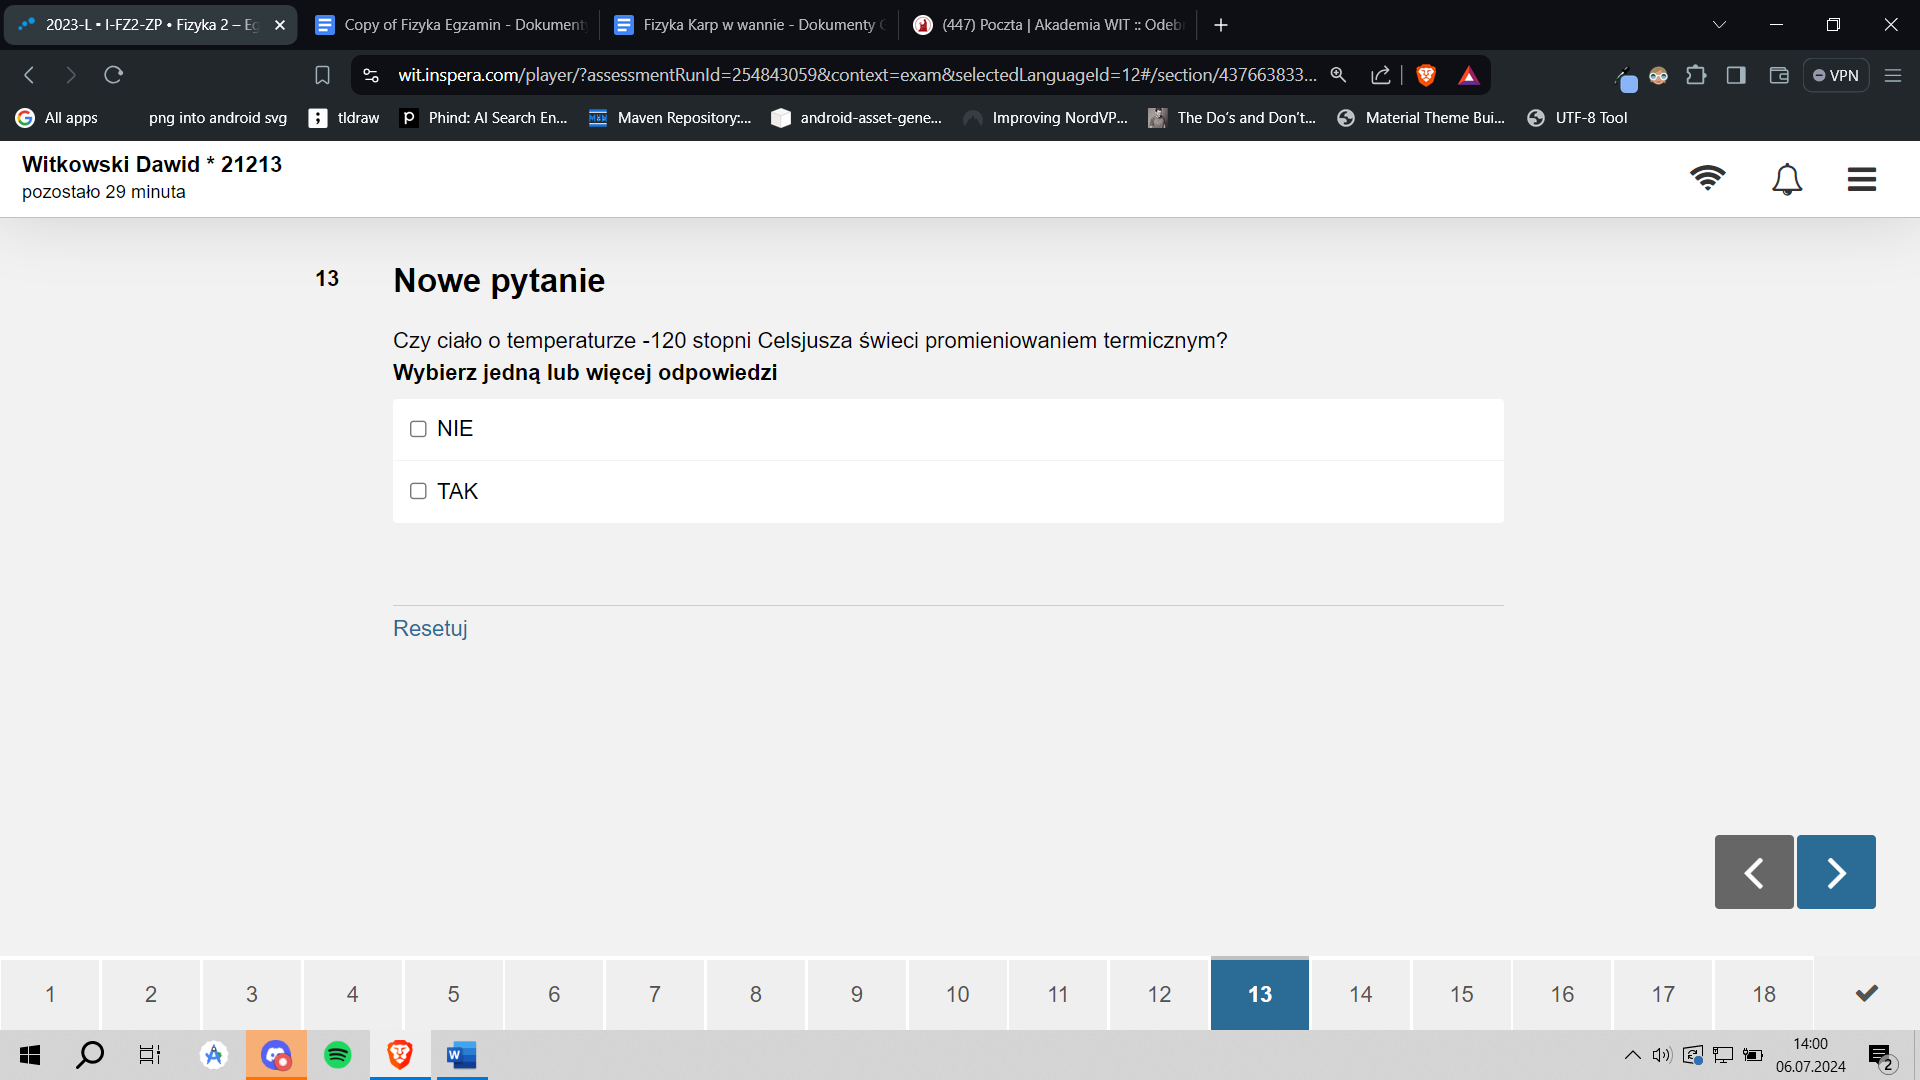 2023-L • I-FZ2-ZP • Fizyka 2 – Eg
Copy of Fizyka Egzamin - Dokument
Fizyka Karp w wannie - Dokumenty
(447) Poczta | Akademia WIT :: Odeb
wit.inspera.com/player/?assessmentRunId=254843059&context=exam&selectedLanguageId=12#/section/437663833...
VPN
All apps
png into android svg
tldraw
Phind: AI Search En...
Maven Repository:...
android-asset-gene...
Improving NordVP...
The Do's and Don't...
Material Theme Bui...
UTF-8 Tool
Witkowski Dawid * 21213
pozostało 29 minuta
13
Nowe pytanie
Czy ciało o temperaturze -120 stopni Celsjusza świeci promieniowaniem termicznym?
Wybierz jedną lub więcej odpowiedzi
NIE
TAK
Resetuj
1 2 3 4 5 6 7 8 9 10 11 12 13 14 15 16 17 18
14:00
06.07.2024
2